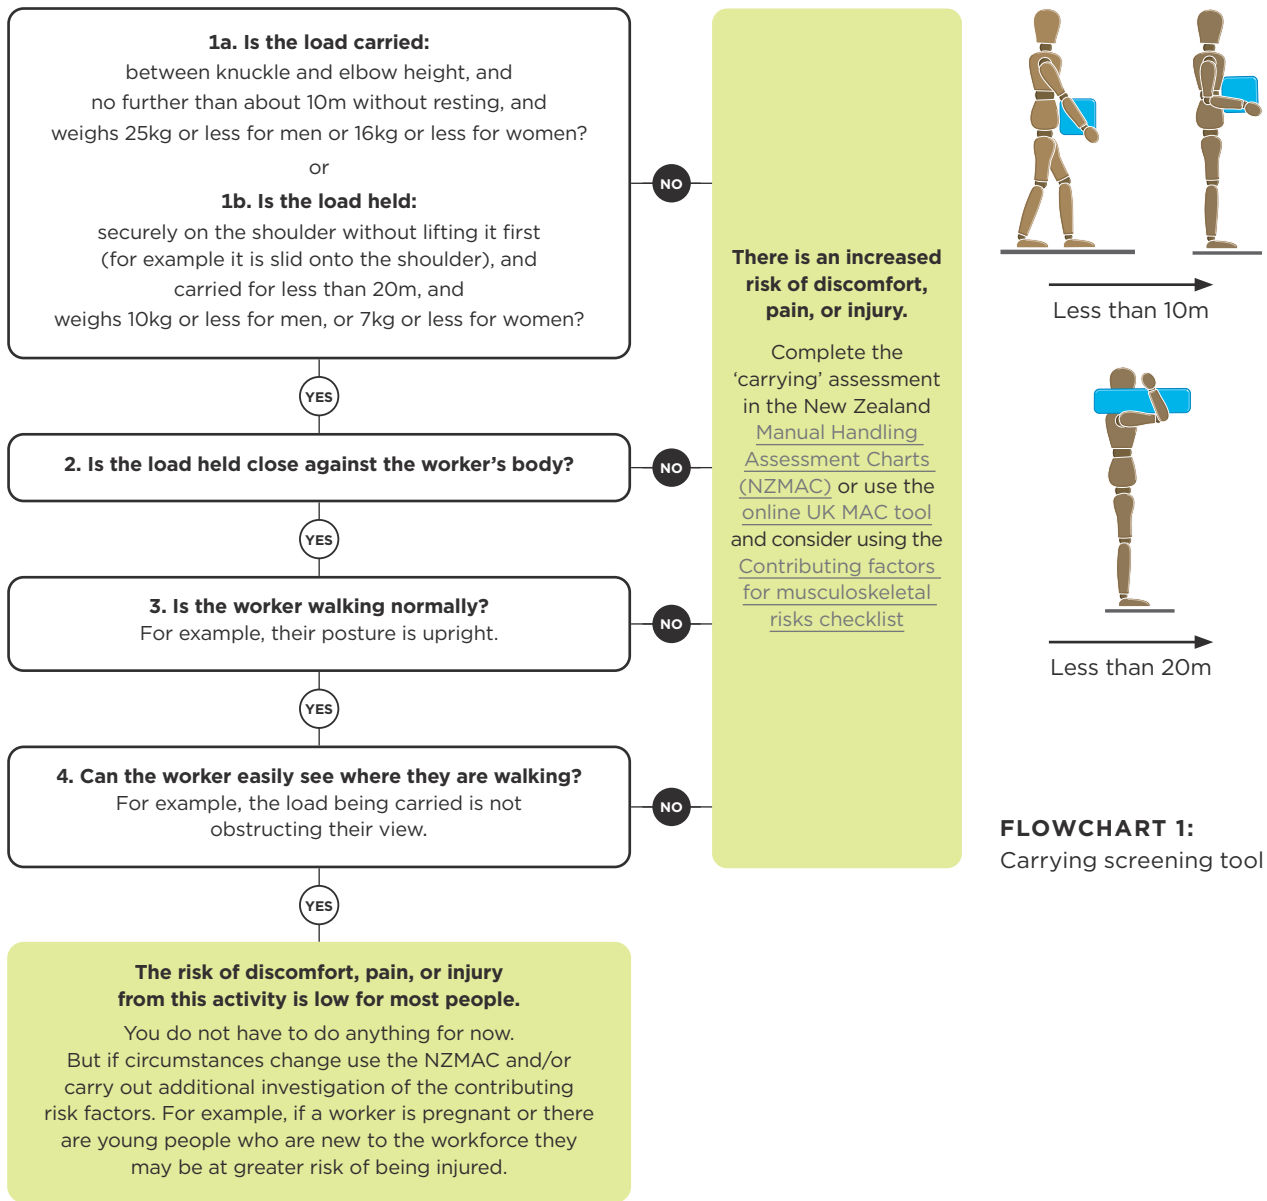 1a. Is the load carried:
between knuckle and elbow height, and
no further than about 10m without resting, and
weighs 25kg or less for men or 16kg or less for women?
or
1b. Is the load held:
securely on the shoulder without lifting it first
(for example it is slid onto the shoulder), and
carried for less than 20m, and
weighs 10kg or less for men, or 7kg or less for women?
NO
YES
2. Is the load held close against the worker's body?
NO
YES
3. Is the worker walking normally?
For example, their posture is upright.
NO
YES
4. Can the worker easily see where they are walking?
For example, the load being carried is not
obstructing their view.
NO
YES
The risk of discomfort, pain, or injury
from this activity is low for most people.
You do not have to do anything for now.
But if circumstances change use the NZMAC and/or
carry out additional investigation of the contributing
risk factors. For example, if a worker is pregnant or there
are young people who are new to the workforce they
may be at greater risk of being injured.
There is an increased
risk of discomfort,
pain, or injury.
Complete the
‘carrying’ assessment
in the New Zealand
Manual Handling
Assessment Charts
(NZMAC) or use the
online UK MAC tool
and consider using the
Contributing factors
for musculoskeletal
risks checklist
Less than 10m
Less than 20m
FLOWCHART 1:
Carrying screening tool